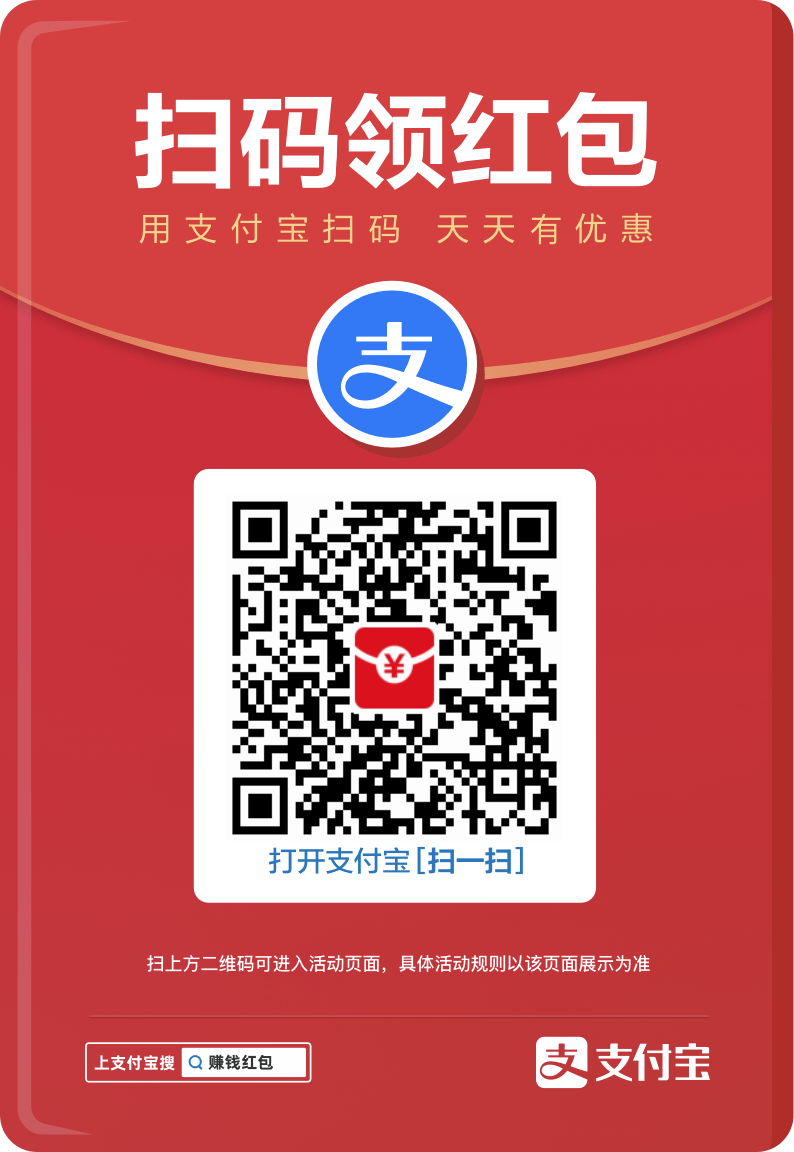 扫码领红包
用支付宝扫码 天天有优惠
支
¥
打开支付宝[扫一扫]
扫上方二维码可进入活动页面，具体活动规则以该页面展示为准
上支付宝搜 赚钱红包
支 支付宝